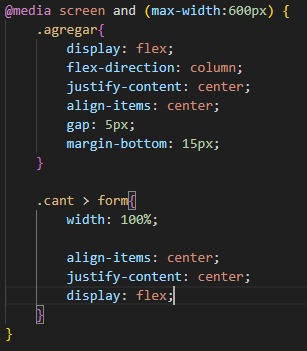 @media screen and (max-width:600px) {
    .agregar{
        display: flex;
        flex-direction: column;
        justify-content: center;
        align-items: center;
        gap: 5px;
        margin-bottom: 15px;
    }

    .cant > form{
        width: 100%;

        align-items: center;
        justify-content: center;
        display: flex;
    }
}